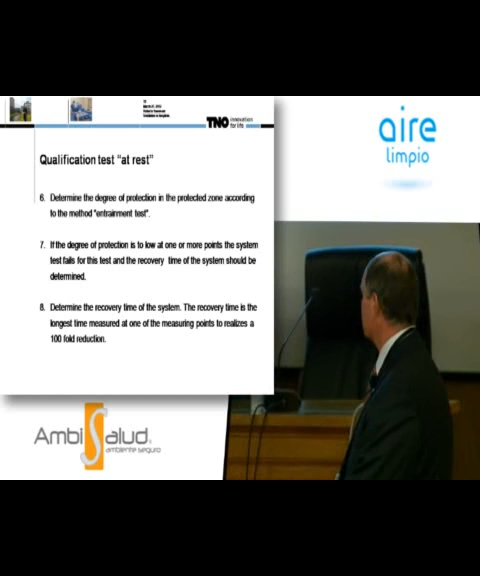 TNO innovation
for life
aire
limpio
Qualification test "at rest"
6. Determine the degree of protection in the protected zone according
to the method "entrainment test".
7. If the degree of protection is to low at one or more points the system
test fails for this test and the recovery time of the system should be
determined.
8. Determine the recovery time of the system. The recovery time is the
longest time measured at one of the measuring points to realizes a
100 fold reduction.
AmbiSalud
ambiente seguro